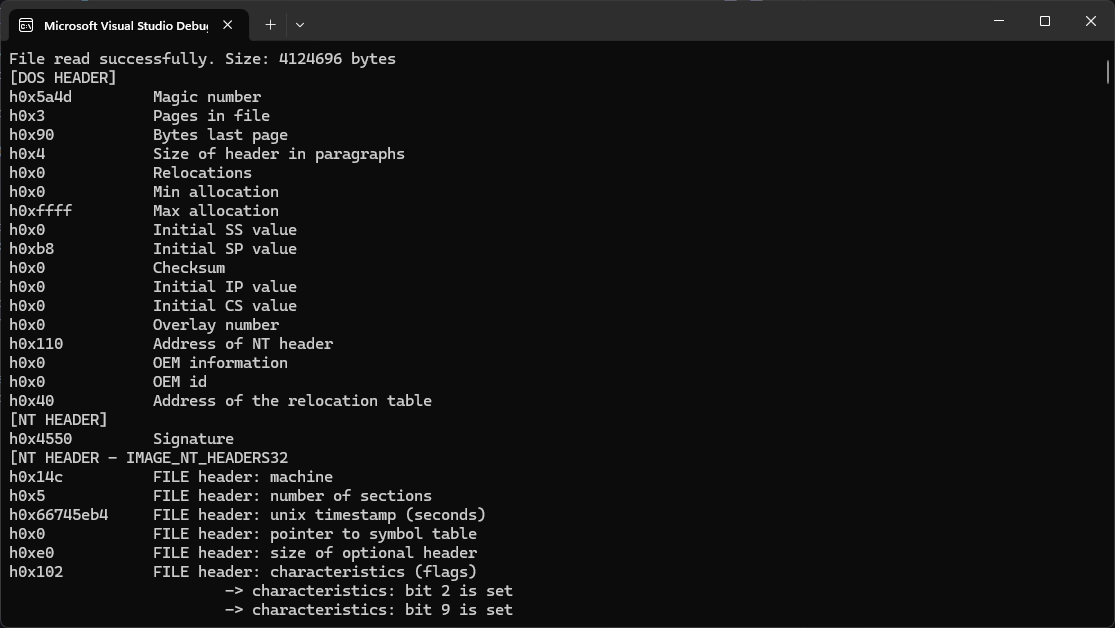 Microsoft Visual Studio Debug
File read successfully. Size: 4124696 bytes
[DOS HEADER]
h0x5a4d Magic number
h0x3 Pages in file
h0x90 Bytes last page
h0x4 Size of header in paragraphs
h0x0 Relocations
h0x0 Min allocation
h0xffff Max allocation
h0x0 Initial SS value
h0xb8 Initial SP value
h0x0 Checksum
h0x0 Initial IP value
h0x0 Initial CS value
h0x0 Overlay number
h0x110 Address of NT header
h0x0 OEM information
h0x0 OEM id
h0x40 Address of the relocation table
[NT HEADER]
h0x4550 Signature
[NT HEADER - IMAGE_NT_HEADERS32
h0x14c FILE header: machine
h0x5 FILE header: number of sections
h0x66745eb4 FILE header: unix timestamp (seconds)
h0x0 FILE header: pointer to symbol table
h0xe0 FILE header: size of optional header
h0x102 FILE header: characteristics (flags)
-> characteristics: bit 2 is set
-> characteristics: bit 9 is set